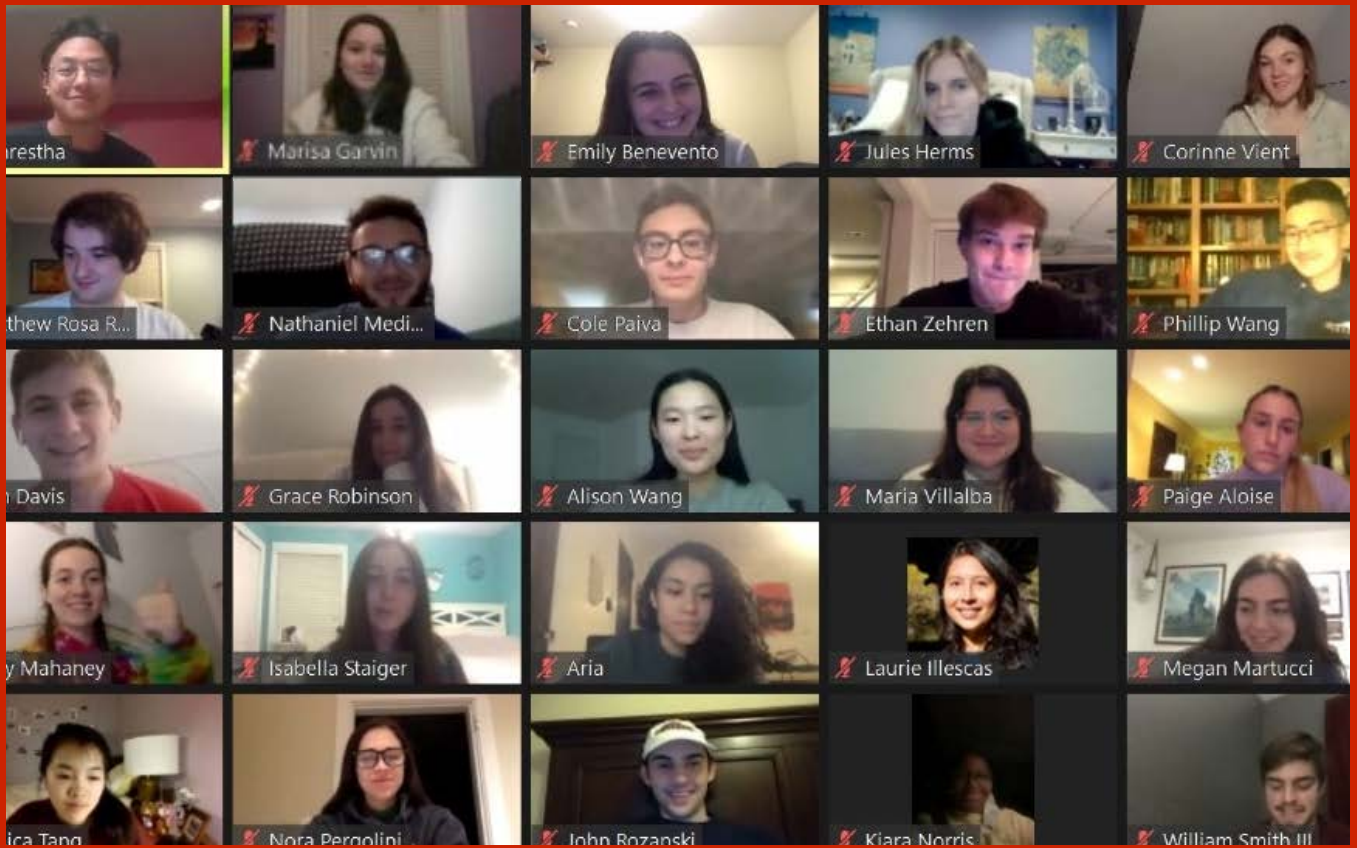 restha
Marisa Garvin
Emily Benevento
Jules Herms
Corinne Vient
thew Rosa R...
Nathaniel Medi...
Cole Paiva
Ethan Zehren
Phillip Wang
Davis
Grace Robinson
Alison Wang
Maria Villalba
Paige Aloise
y Mahaney
Isabella Staiger
Aria
Laurie Illescas
Megan Martucci
ica Tang
Nora Pergolini
John Rozanski
Kiara Norris
William Smith III